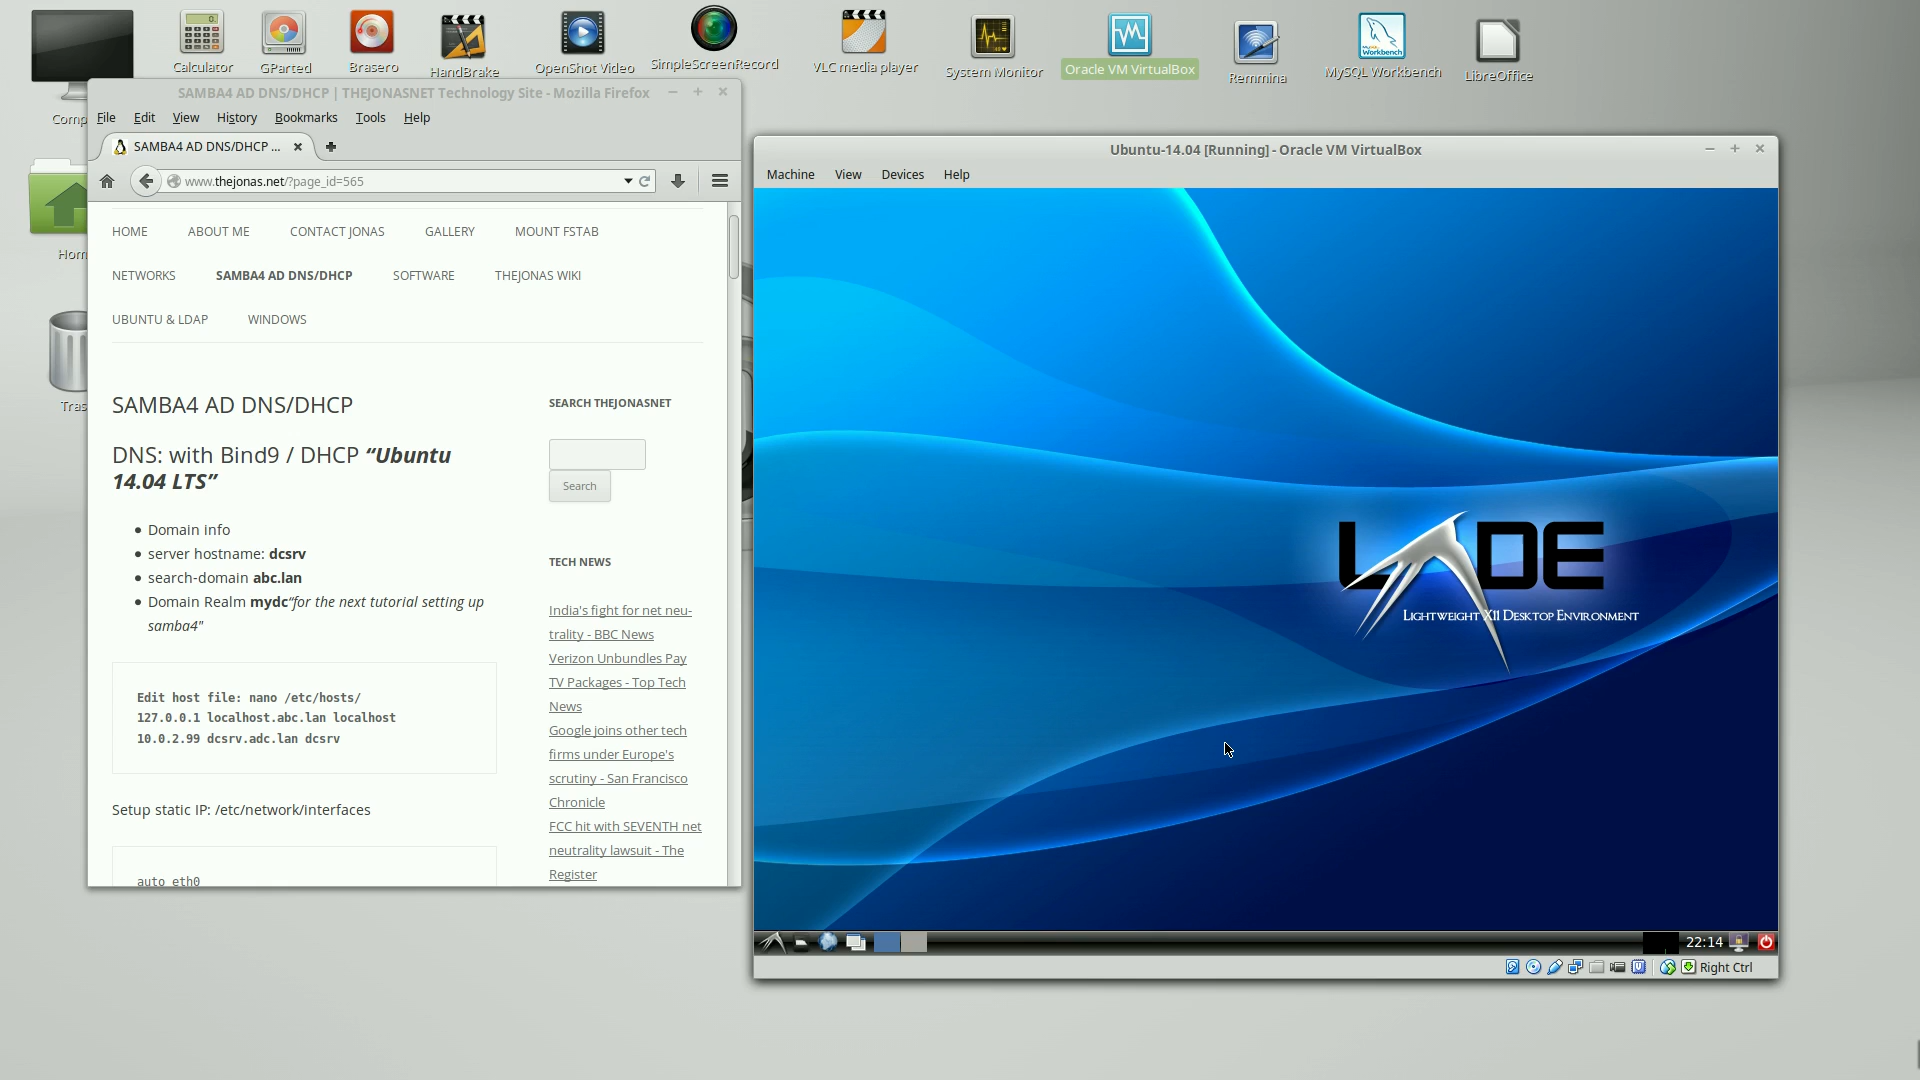 Calculator
GParted
Brasero
HandBrake
OpenShot Video
SimpleScreenRecord
VLC media player
System Monitor
Oracle VM VirtualBox
Remmina
MySQL Workbench
LibreOffice
MySQL
Workbench
Comp
Hom
Tras
SAMBA4 AD DNS/DHCP | THEJONASNET Technology Site - Mozilla Firefox
File Edit View History Bookmarks Tools Help
SAMBA4 AD DNS/DHCP ...
www.thejonas.net/?page_id=565
HOME ABOUT ME CONTACT JONAS GALLERY MOUNT FSTAB
NETWORKS SAMBA4 AD DNS/DHCP SOFTWARE THEJONAS WIKI
UBUNTU & LDAP WINDOWS
SAMBA4 AD DNS/DHCP
DNS: with Bind9 / DHCP “Ubuntu
14.04 LTS”
Domain info
server hostname: dcsrv
search-domain abc.lan
Domain Realm mydc“for the next tutorial setting up
samba4"
Edit host file: nano /etc/hosts/
127.0.0.1 localhost.abc.lan localhost
10.0.2.99 dcsrv.adc.lan dcsrv
Setup static IP: /etc/network/interfaces
auto eth0
SEARCH THEJONASNET
Search
TECH NEWS
India's fight for net neu-
trality - BBC News
Verizon Unbundles Pay
TV Packages - Top Tech
News
Google joins other tech
firms under Europe's
scrutiny - San Francisco
Chronicle
FCC hit with SEVENTH net
neutrality lawsuit - The
Register
Ubuntu-14.04 [Running] - Oracle VM VirtualBox
Machine View Devices Help
LXDE
Lightweight X11 Desktop Environment
22:14
Right Ctrl